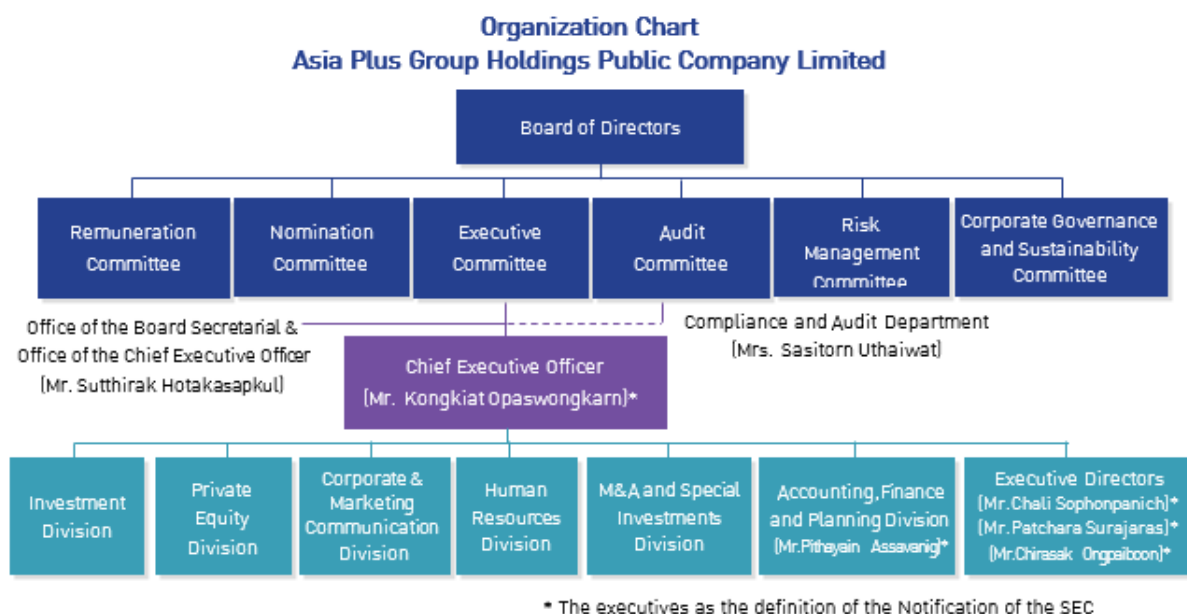 Organization Chart
Asia Plus Group Holdings Public Company Limited
Board of Directors
Remuneration
Committee
Nomination
Committee
Executive
Committee
Audit
Committee
Risk
Management
Committee
Corporate Governance
and Sustainability
Committee
Office of the Board Secretarial &
Office of the Chief Executive Officer
(Mr. Sutthirak Hotakasapkul)
Compliance and Audit Department
(Mrs. Sasitorn Uthaiwat)
Chief Executive Officer
(Mr. Kongkiat Opaswongkarn)*
Investment
Division
Private
Equity
Division
Corporate &
Marketing
Communication
Division
Human
Resources
Division
M&A and Special
Investments
Division
Accounting, Finance
and Planning Division
(Mr.Pithayain Assavanig)*
Executive Directors
(Mr.Chali Sophonpanich)*
(Mr.Patchara Surajaras)*
(Mr.Chirasak Ongpaiboon)*
* The executives as the definition of the Notification of the SEC